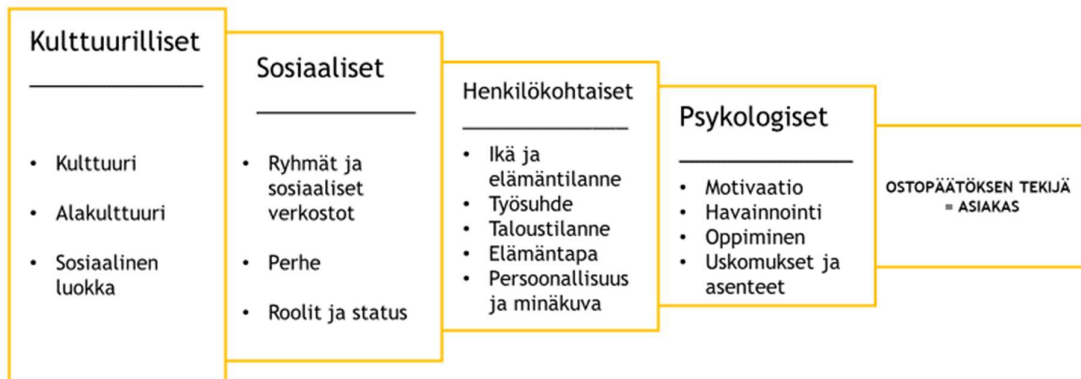 Kulttuurilliset
• Kulttuuri
• Alakulttuuri
• Sosiaalinen
luokka
Sosiaaliset
• Ryhmät ja
sosiaaliset
verkostot
• Perhe
• Roolit ja status
Henkilökohtaiset
• Ikä ja
elämäntilanne
• Työsuhde
• Taloustilanne
• Elämäntapa
• Persoonallisuus
ja minäkuva
Psykologiset
• Motivaatio
• Havainnointi
• Oppiminen
• Uskomukset ja
asenteet
OSTOPÄÄTÖKSEN TEKIJÄ
= ASIAKAS